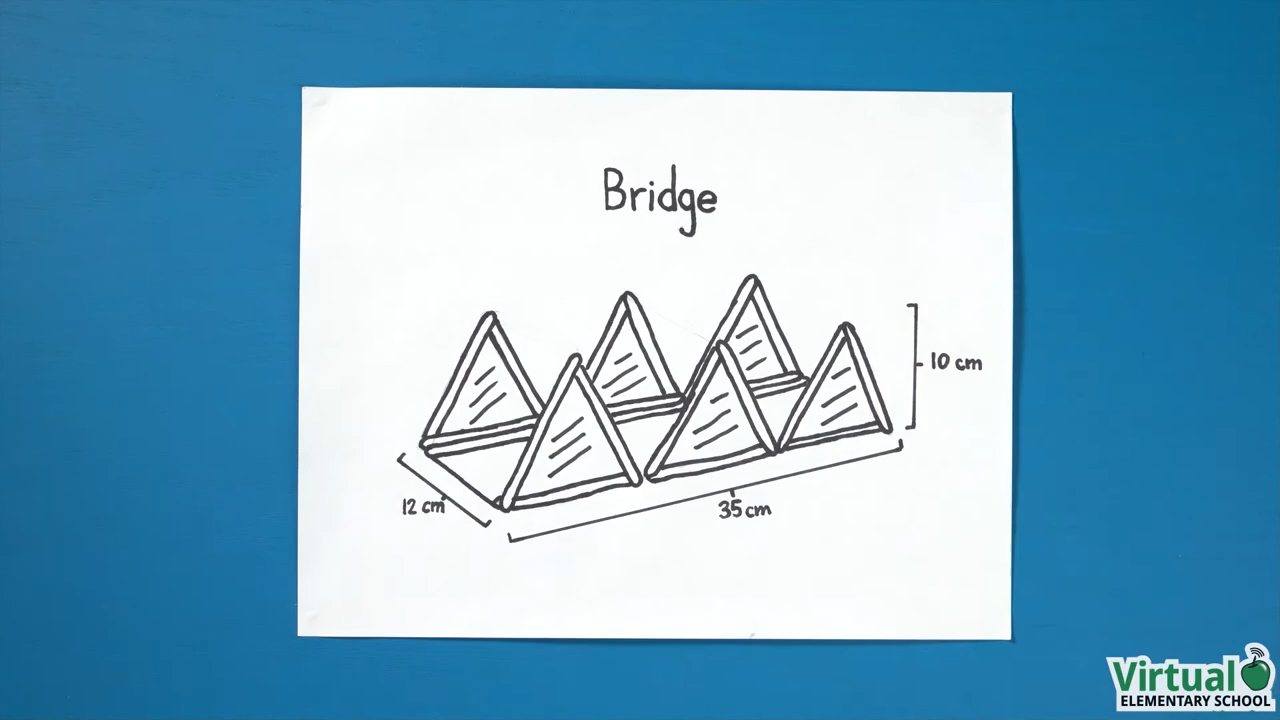 Bridge
10 cm
12 cm
35 cm
Virtual
ELEMENTARY SCHOOL